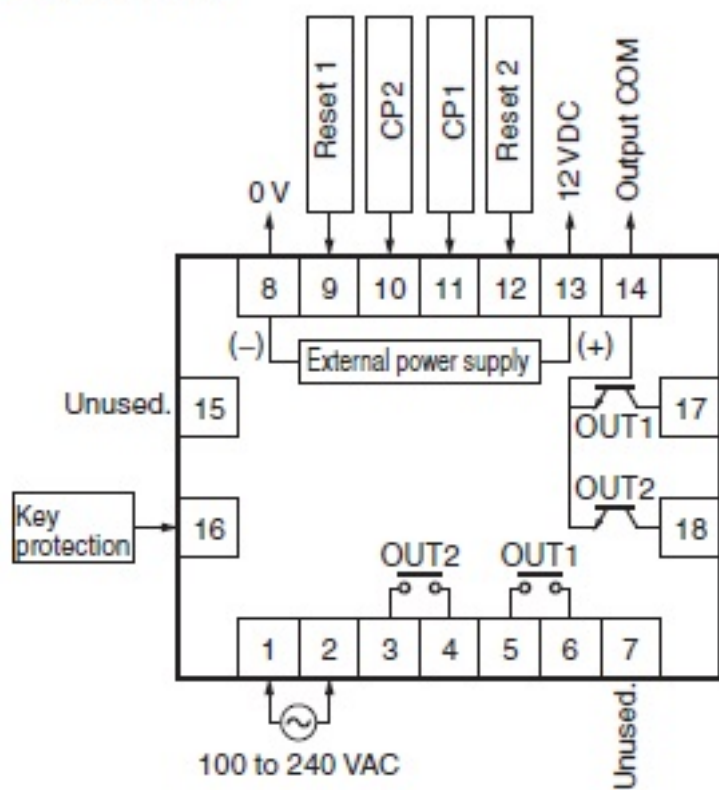 Reset 1
CP2
CP1
Reset 2
12 VDC
Output COM
0 V
8 9 10 11 12 13 14
(−) External power supply (+)
Unused. 15
17
OUT1
OUT2
Key
protection
16
18
OUT2 OUT1
1 2 3 4 5 6 7
100 to 240 VAC
Unused.